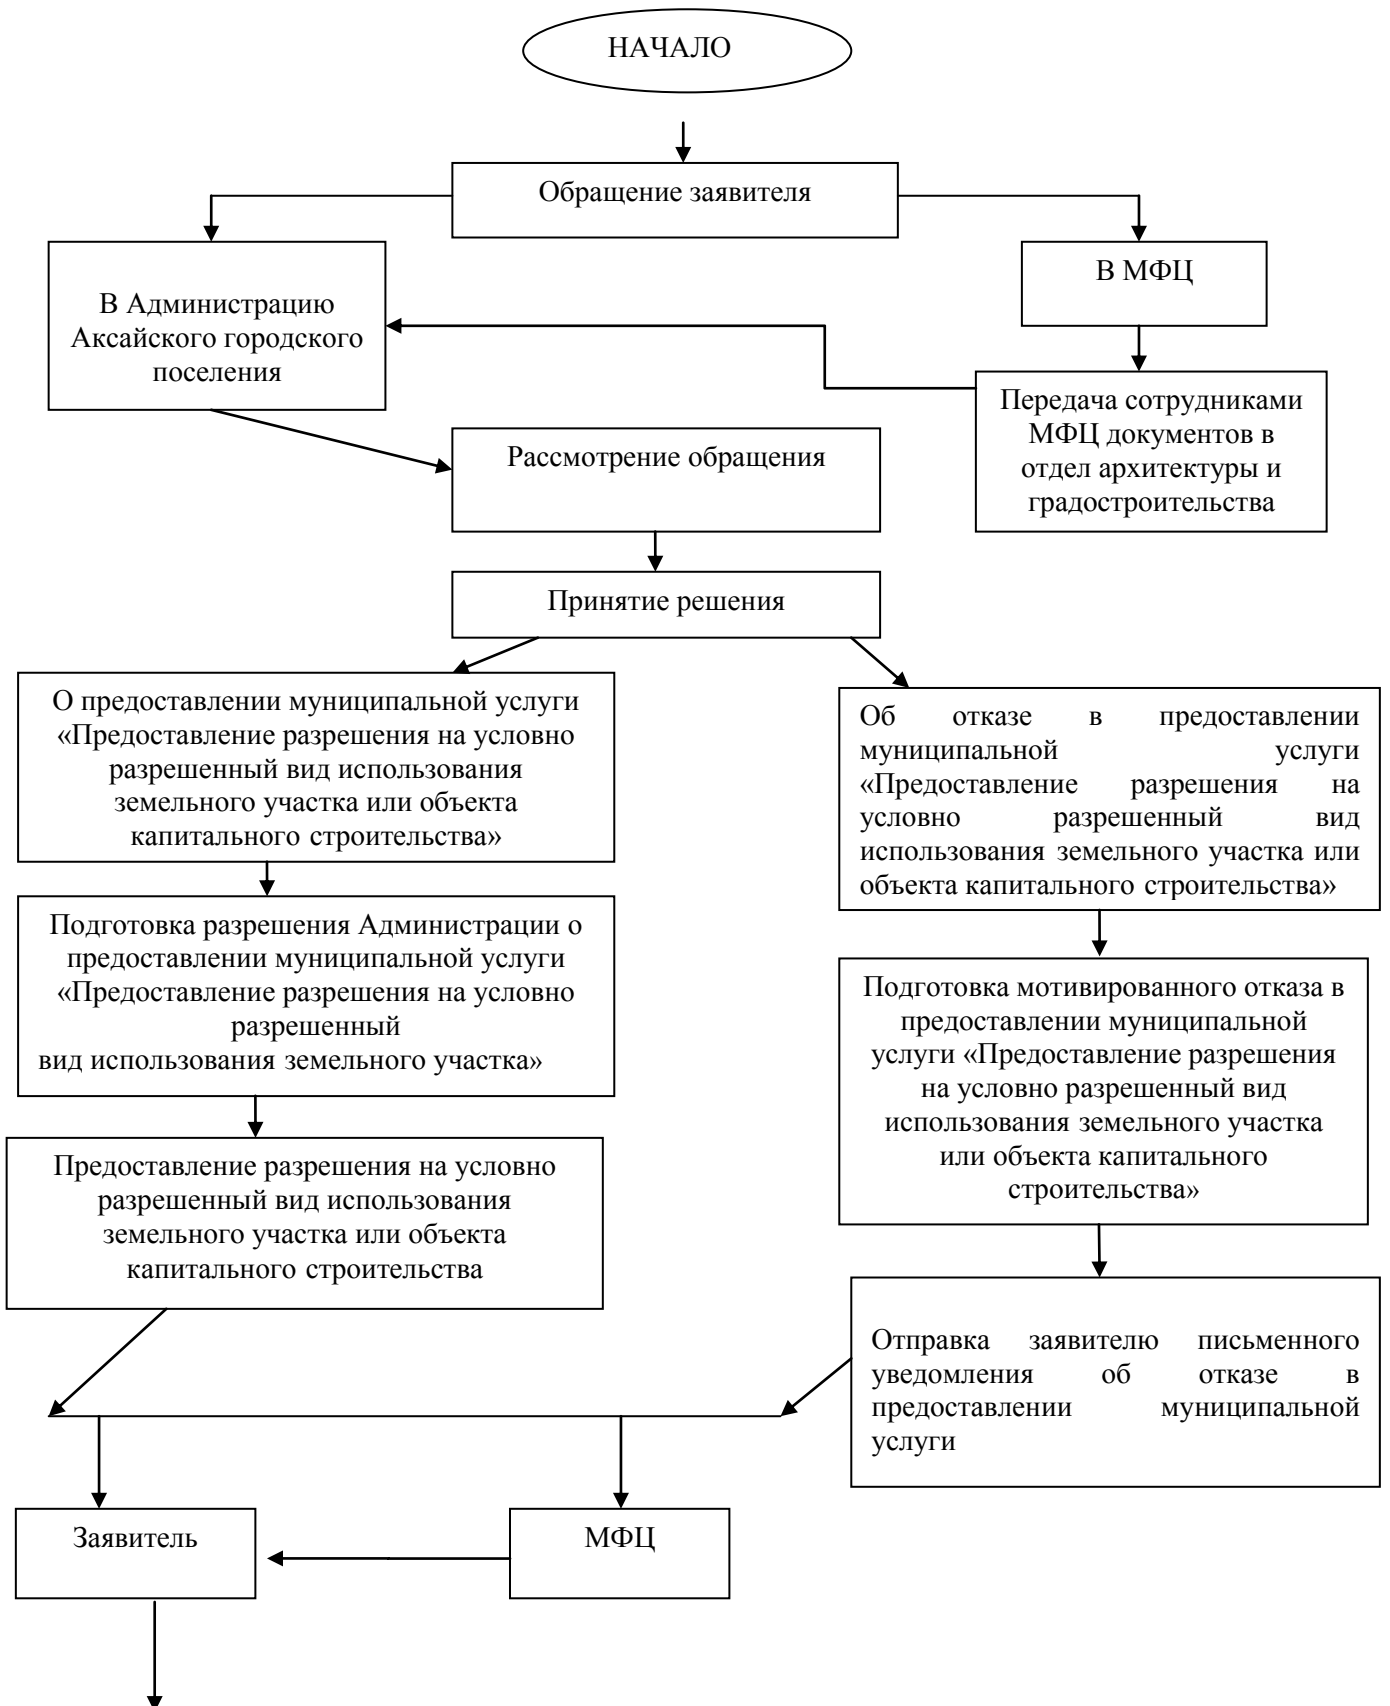 НАЧАЛО
Обращение заявителя
В Администрацию
Аксайского городского
поселения
В МФЦ
Передача сотрудниками
МФЦ документов в
отдел архитектуры и
градостроительства
Рассмотрение обращения
Принятие решения
О предоставлении муниципальной услуги
«Предоставление разрешения на условно
разрешенный вид использования
земельного участка или объекта
капитального строительства»
Об отказе в предоставлении
муниципальной услуги
«Предоставление разрешения на
условно разрешенный вид
использования земельного участка или
объекта капитального строительства»
Подготовка разрешения Администрации о
предоставлении муниципальной услуги
«Предоставление разрешения на условно
разрешенный
вид использования земельного участка»
Подготовка мотивированного отказа в
предоставлении муниципальной
услуги «Предоставление разрешения
на условно разрешенный вид
использования земельного участка
или объекта капитального
строительства»
Предоставление разрешения на условно
разрешенный вид использования
земельного участка или объекта
капитального строительства
Отправка заявителю письменного
уведомления об отказе в
предоставлении муниципальной
услуги
Заявитель
МФЦ